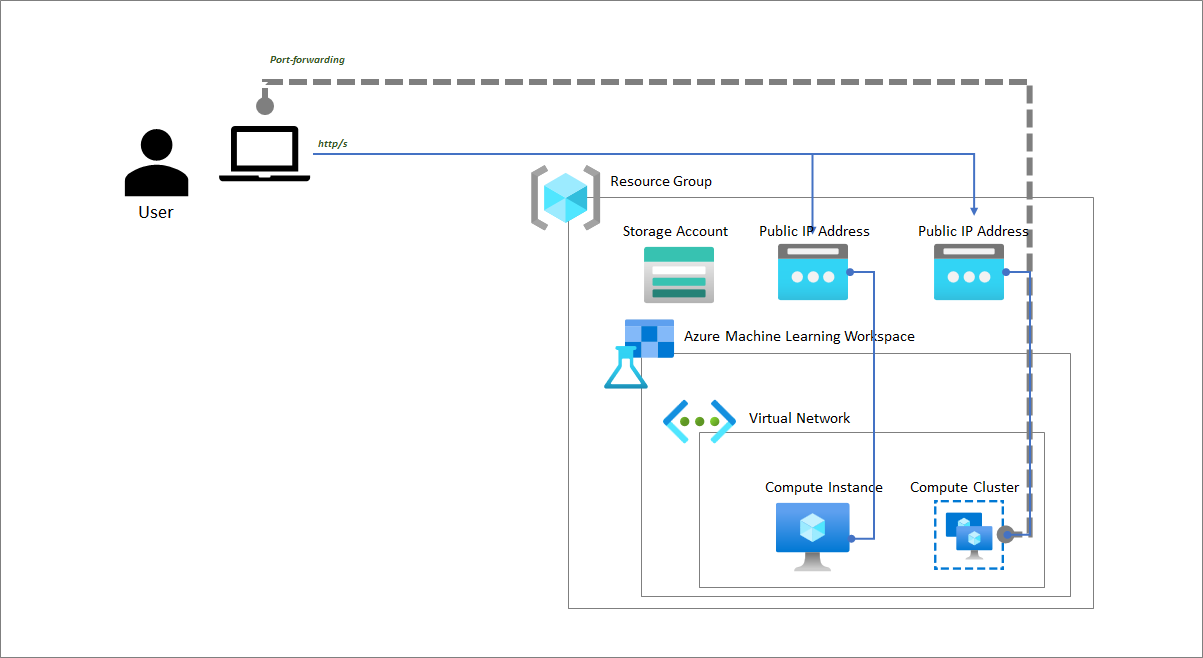 Port-forwarding
http/s
User
Resource Group
Storage Account
Public IP Address
Public IP Address
Azure Machine Learning Workspace
Virtual Network
Compute Instance
Compute Cluster